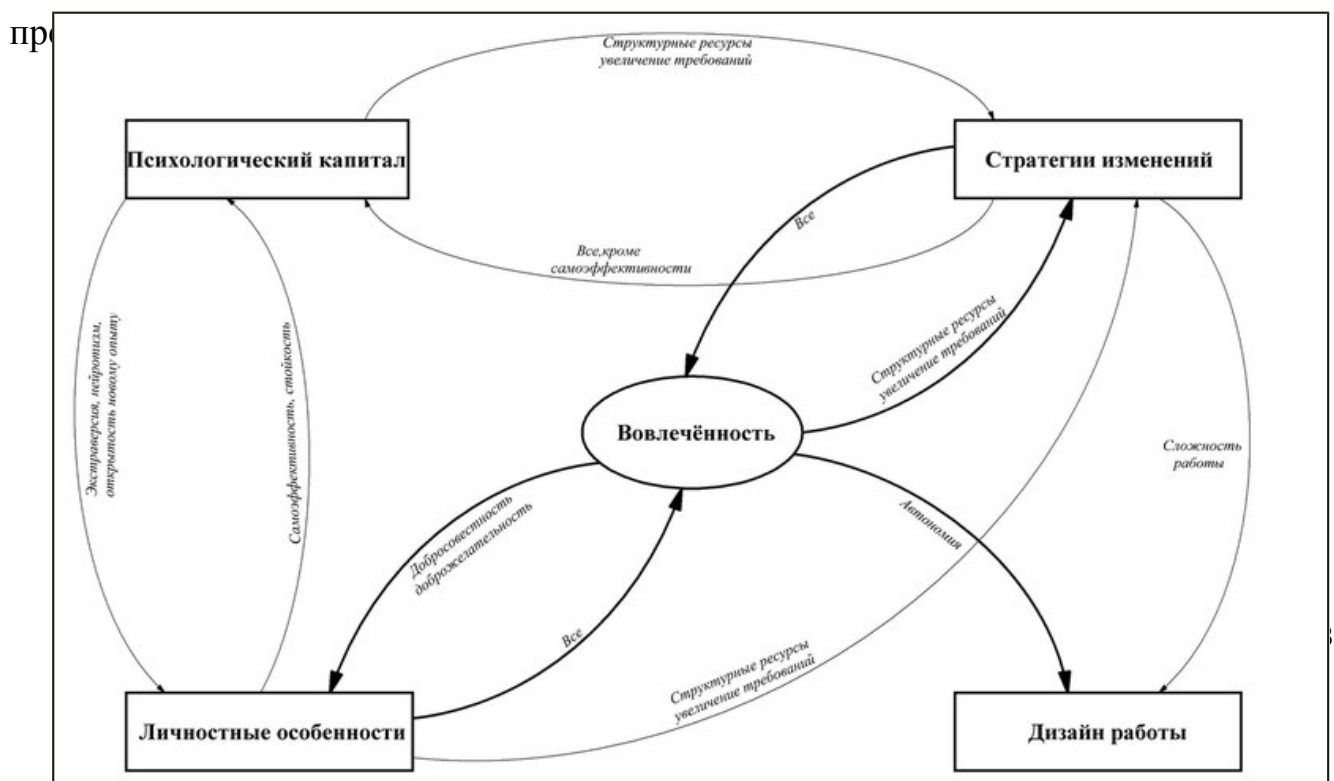 про
Структурные ресурсы
увеличение требований
Психологический капитал
Стратегии изменений
Все
Все,кроме
самоэффективности
Структурные ресурсы
увеличение требований
Экстраверсия, нейротизм,
открытость новому опыту
Самоэффективность, стойкость
Вовлечённость
Сложность
работы
Добросовестность
доброжелательность
Автономия
Все
Структурные ресурсы
увеличение требований
Личностные особенности
Дизайн работы